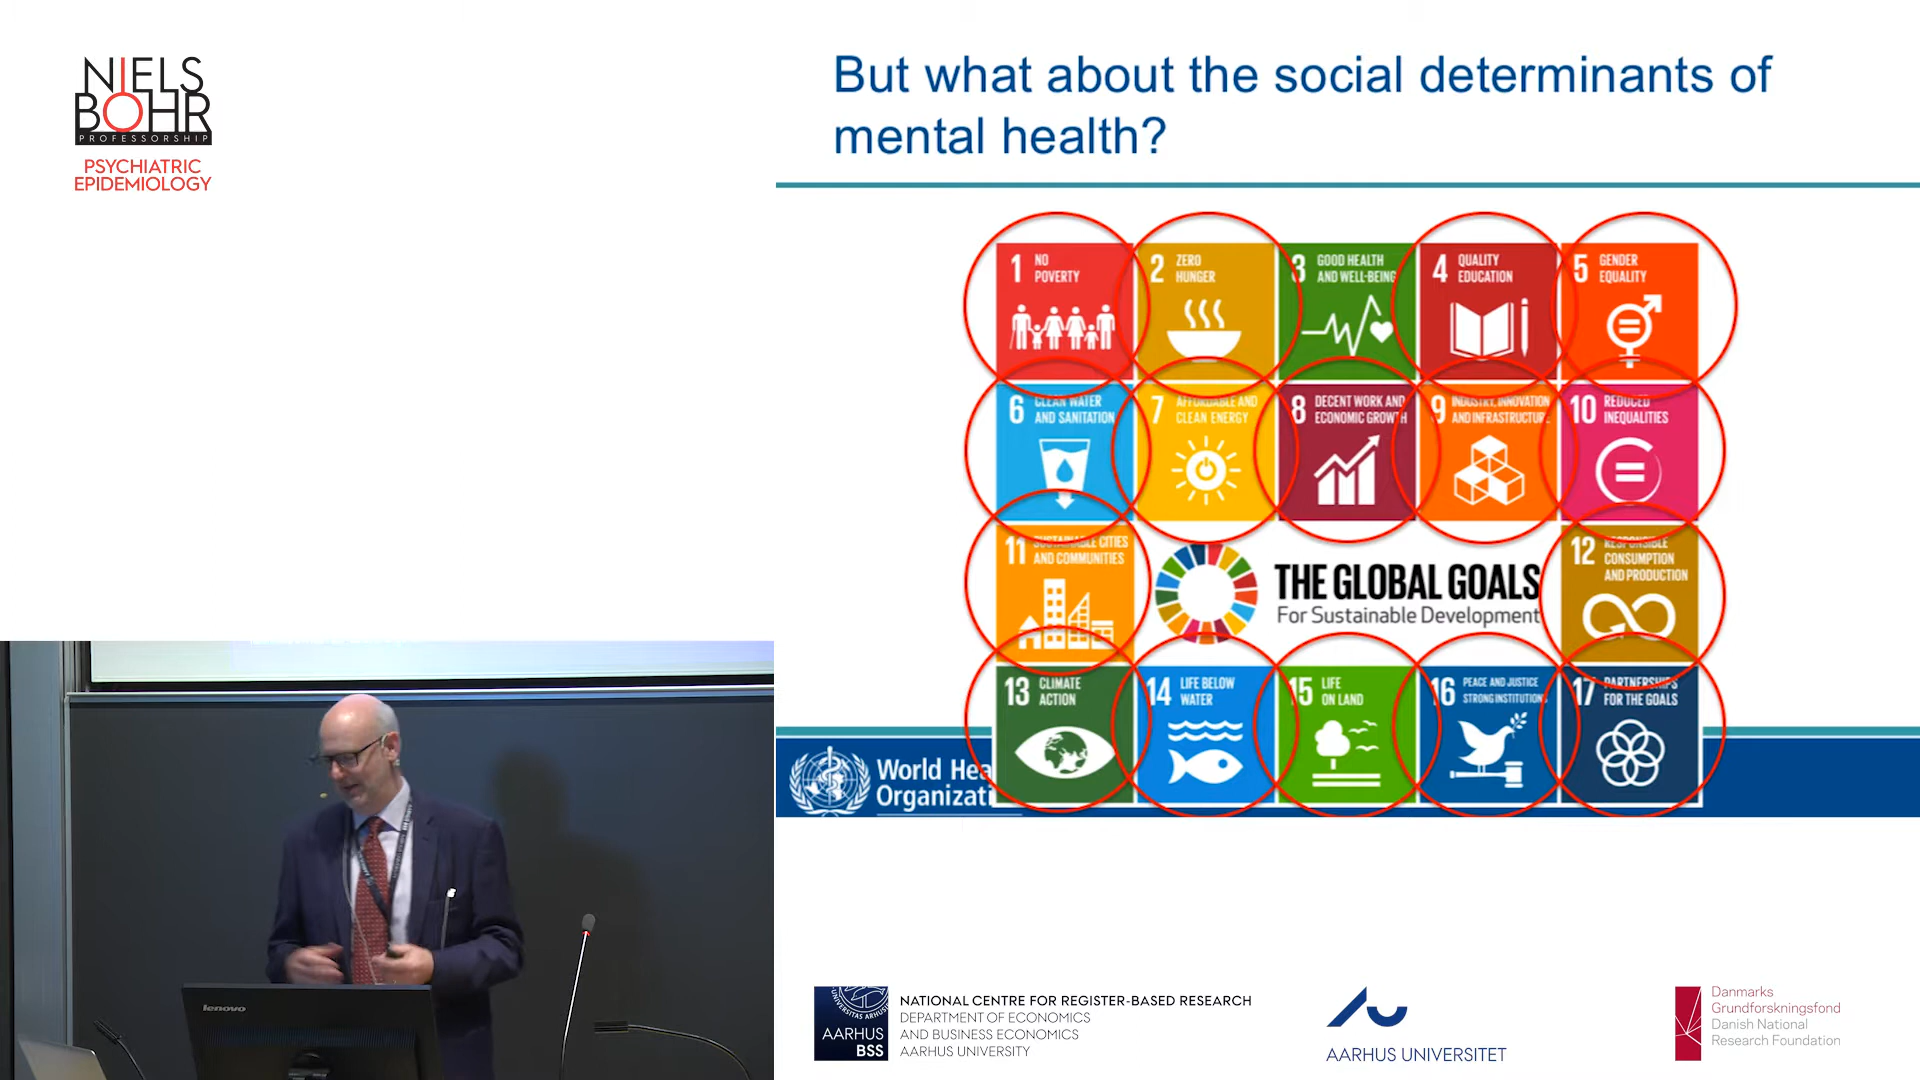 NIELS
BOHR
PROFESSORSHIP
PSYCHIATRIC
EPIDEMIOLOGY
But what about the social determinants of
mental health?
1 NO
POVERTY
2 ZERO
HUNGER
3 GOOD HEALTH
AND WELL-BEING
4 QUALITY
EDUCATION
5 GENDER
EQUALITY
6 CLEAN WATER
AND SANITATION
7 AFFORDABLE AND
CLEAN ENERGY
8 DECENT WORK AND
ECONOMIC GROWTH
9 INDUSTRY, INNOVATION
AND INFRASTRUCTURE
10 REDUCED
INEQUALITIES
11 SUSTAINABLE CITIES
AND COMMUNITIES
THE GLOBAL GOALS
For Sustainable Development
12 RESPONSIBLE
CONSUMPTION
AND PRODUCTION
13 CLIMATE
ACTION
14 LIFE BELOW
WATER
15 LIFE
ON LAND
16 PEACE AND JUSTICE
STRONG INSTITUTIONS
17 PARTNERSHIPS
FOR THE GOALS
World Hea
Organizati
lenovo
AARHUS
BSS
NATIONAL CENTRE FOR REGISTER-BASED RESEARCH
DEPARTMENT OF ECONOMICS
AND BUSINESS ECONOMICS
AARHUS UNIVERSITY
AARHUS UNIVERSITET
Danmarks
Grundforskningsfond
Danish National
Research Foundation